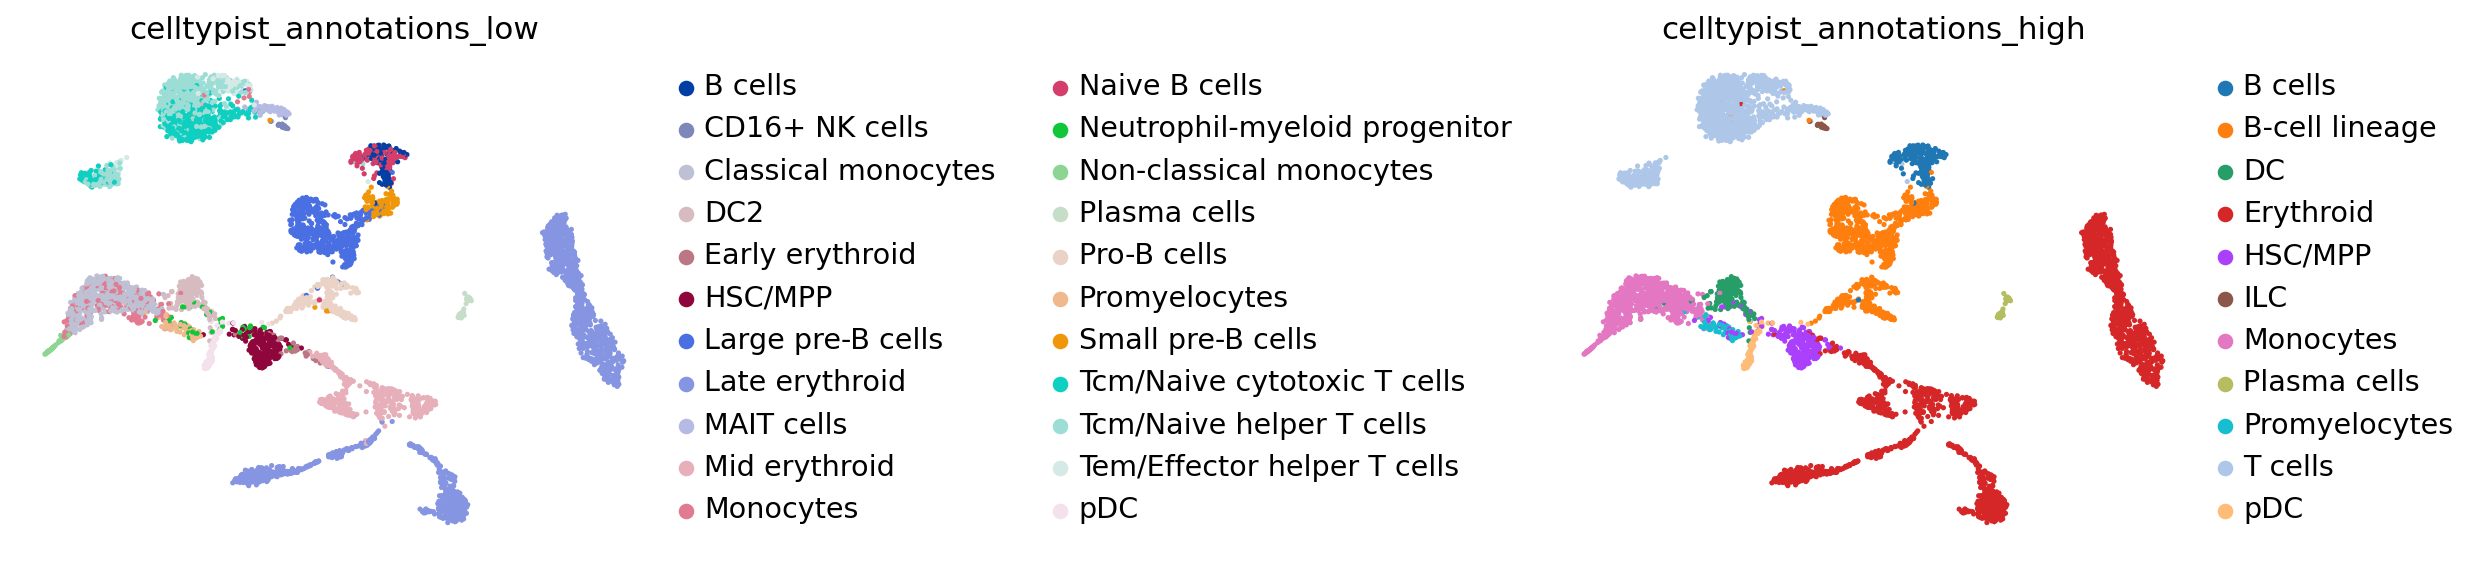 celltypist_annotations_low
B cells
CD16+ NK cells
Classical monocytes
DC2
Early erythroid
HSC/MPP
Large pre-B cells
Late erythroid
MAIT cells
Mid erythroid
Monocytes
Naive B cells
Neutrophil-myeloid progenitor
Non-classical monocytes
Plasma cells
Pro-B cells
Promyelocytes
Small pre-B cells
Tcm/Naive cytotoxic T cells
Tcm/Naive helper T cells
Tem/Effector helper T cells
pDC
celltypist_annotations_high
B cells
B-cell lineage
DC
Erythroid
HSC/MPP
ILC
Monocytes
Plasma cells
Promyelocytes
T cells
pDC